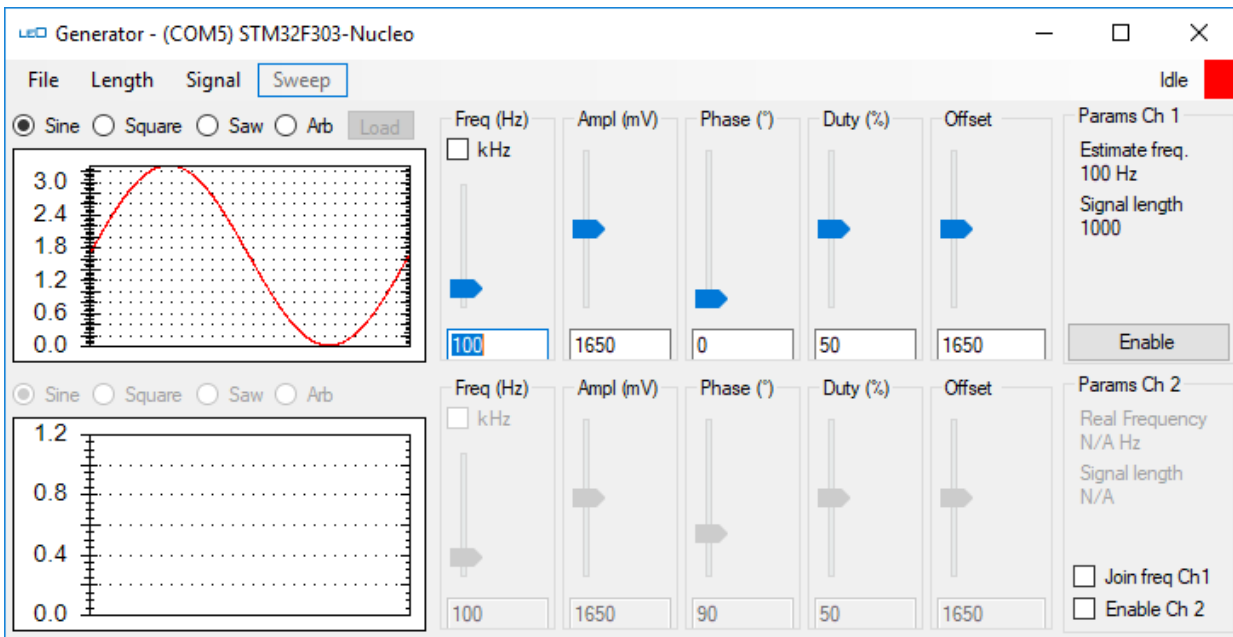 LEO Generator - (COM5) STM32F303-Nucleo
File Length Signal Sweep Idle
Sine Square Saw Arb Load
3.0
2.4
1.8
1.2
0.6
0.0
Freq (Hz) Ampl (mV) Phase (°) Duty (%) Offset
kHz
100 1650 0 50 1650
Params Ch 1
Estimate freq.
100 Hz
Signal length
1000
Enable
Sine Square Saw Arb
1.2
0.8
0.4
0.0
Freq (Hz) Ampl (mV) Phase (°) Duty (%) Offset
kHz
100 1650 90 50 1650
Params Ch 2
Real Frequency
N/A Hz
Signal length
N/A
Join freq Ch1
Enable Ch 2